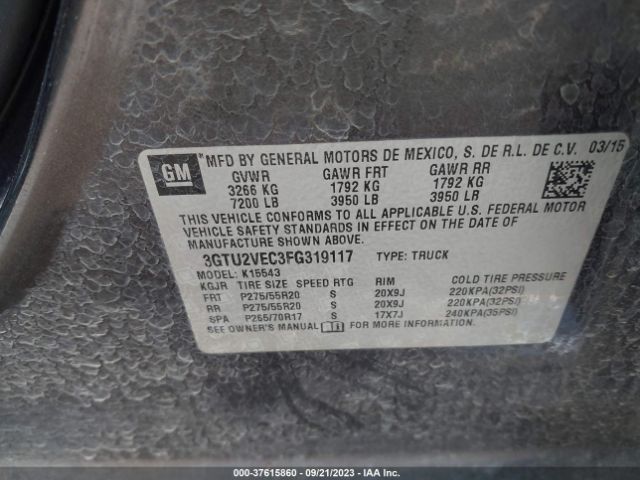 GM
MFD BY GENERAL MOTORS DE MEXICO, S. DE R.L. DE C.V. 03/15
GVWR GAWR FRT GAWR RR
3266 KG 1792 KG 1792 KG
7200 LB 3950 LB 3950 LB
THIS VEHICLE CONFORMS TO ALL APPLICABLE U.S. FEDERAL MOTOR
VEHICLE SAFETY STANDARDS IN EFFECT ON THE DATE OF
MANUFACTURE SHOWN ABOVE.
3GTU2VEC3FG319117 TYPE: TRUCK
MODEL: K15543
KGJR TIRE SIZE SPEED RTG RIM COLD TIRE PRESSURE
FRT P275/55R20 S 20X9J 220KPA(32PSI)
RR P275/55R20 S 20X9J 220KPA(32PSI)
SPA P265/70R17 S 17X7J 240KPA(35PSI)
SEE OWNER'S MANUAL FOR MORE INFORMATION.
000-37615860 - 09/21/2023 - IAA Inc.